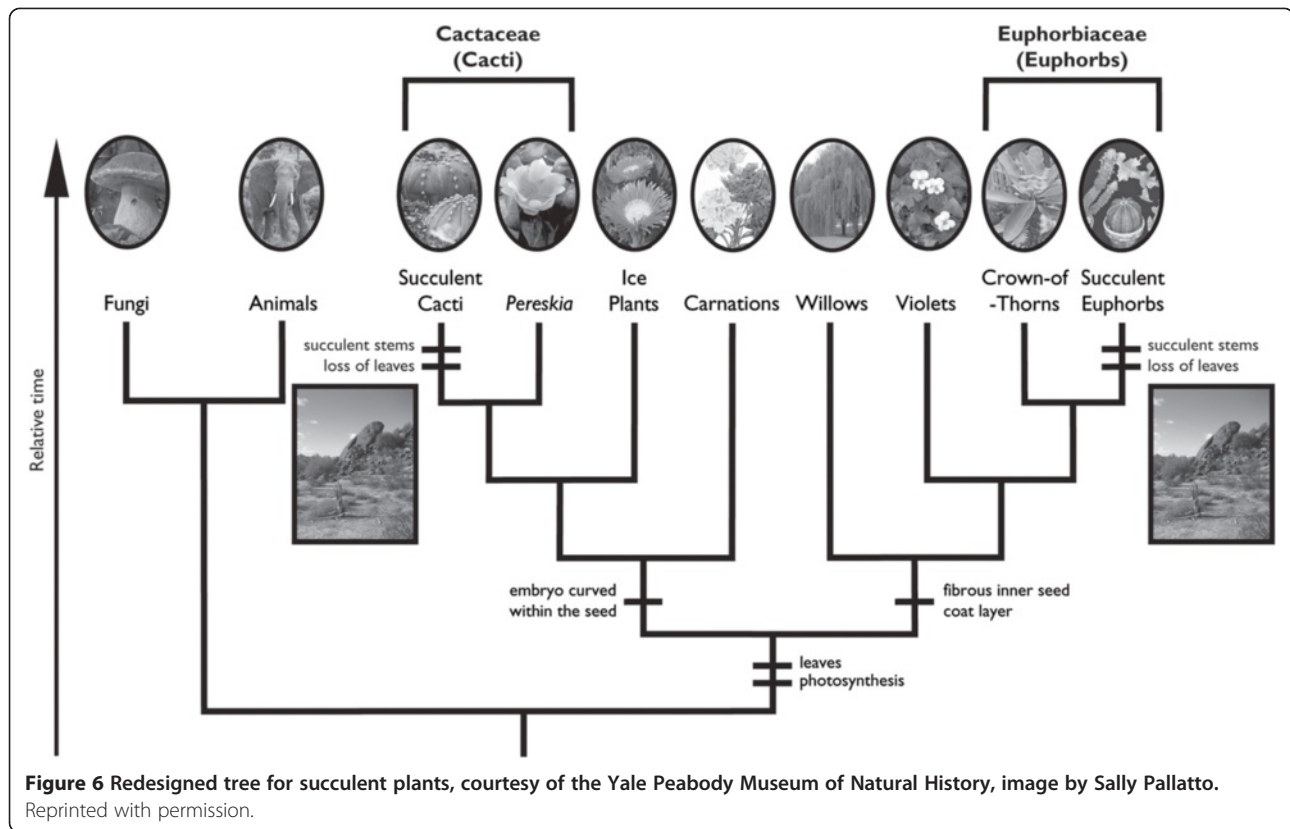 Cactaceae
(Cacti)
Euphorbiaceae
(Euphorbs)
Relative time
Fungi
Animals
Succulent
Cacti
Pereskia
Ice
Plants
Carnations
Willows
Violets
Crown-of
-Thorns
Succulent
Euphorbs
succulent stems
loss of leaves
succulent stems
loss of leaves
embryo curved
within the seed
fibrous inner seed
coat layer
leaves
photosynthesis
Figure 6 Redesigned tree for succulent plants, courtesy of the Yale Peabody Museum of Natural History, image by Sally Pallatto.
Reprinted with permission.